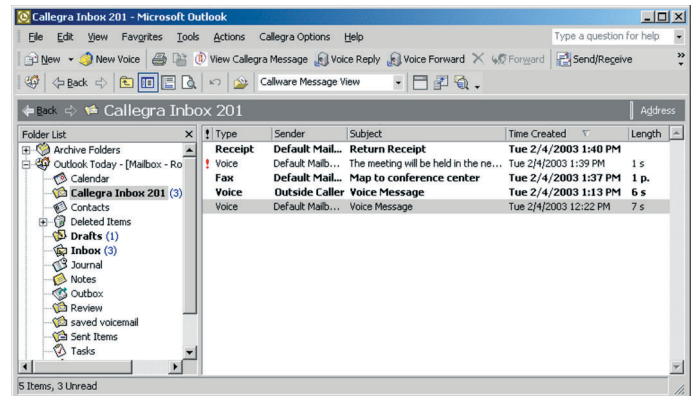 Callegra Inbox 201 - Microsoft Outlook
File Edit View Favorites Tools Actions Callegra Options Help Type a question for help
New New Voice View Callegra Message Voice Reply Voice Forward Forward Send/Receive
Back Callware Message View
Back Callegra Inbox 201 Address
Folder List X ! Type Sender Subject Time Created Length
Archive Folders Receipt Default Mail... Return Receipt Tue 2/4/2003 1:40 PM
Outlook Today - [Mailbox - Ro ! Voice Default Mailb... The meeting will be held in the ne... Tue 2/4/2003 1:39 PM 1 s
Calendar Fax Default Mail... Map to conference center Tue 2/4/2003 1:37 PM 1 p.
Callegra Inbox 201 (3) Voice Outside Caller Voice Message Tue 2/4/2003 1:13 PM 6 s
Contacts Voice Default Mailb... Voice Message Tue 2/4/2003 12:22 PM 7 s
Deleted Items
Drafts (1)
Inbox (3)
Journal
Notes
Outbox
Review
saved voicemail
Sent Items
Tasks
5 Items, 3 Unread